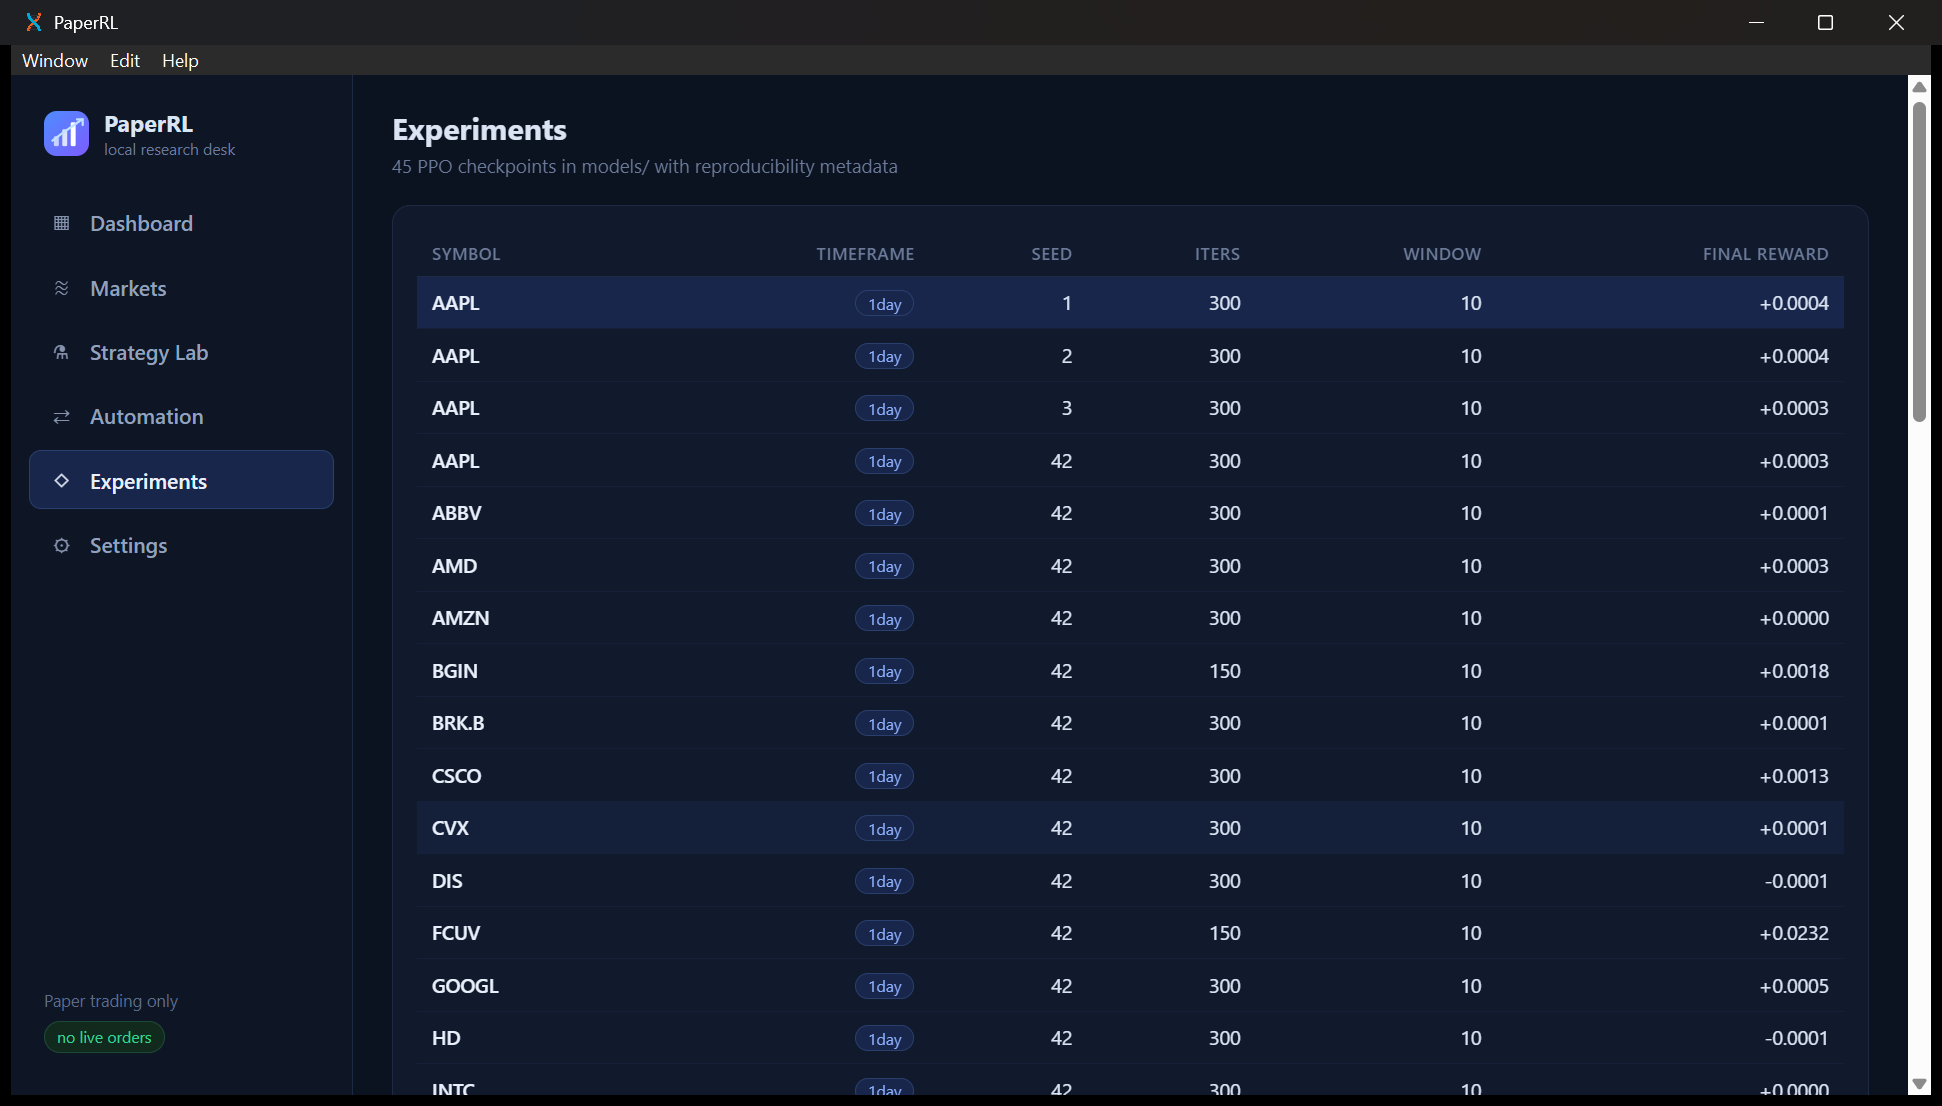 PaperRL
Window Edit Help
PaperRL
local research desk
Dashboard
Markets
Strategy Lab
Automation
Experiments
Settings
Paper trading only
no live orders
Experiments
45 PPO checkpoints in models/ with reproducibility metadata
SYMBOL TIMEFRAME SEED ITERS WINDOW FINAL REWARD
AAPL 1day 1 300 10 +0.0004
AAPL 1day 2 300 10 +0.0004
AAPL 1day 3 300 10 +0.0003
AAPL 1day 42 300 10 +0.0003
ABBV 1day 42 300 10 +0.0001
AMD 1day 42 300 10 +0.0003
AMZN 1day 42 300 10 +0.0000
BGIN 1day 42 150 10 +0.0018
BRK.B 1day 42 300 10 +0.0001
CSCO 1day 42 300 10 +0.0013
CVX 1day 42 300 10 +0.0001
DIS 1day 42 300 10 -0.0001
FCUV 1day 42 150 10 +0.0232
GOOGL 1day 42 300 10 +0.0005
HD 1day 42 300 10 -0.0001
INTC 1day 42 300 10 +0.0000